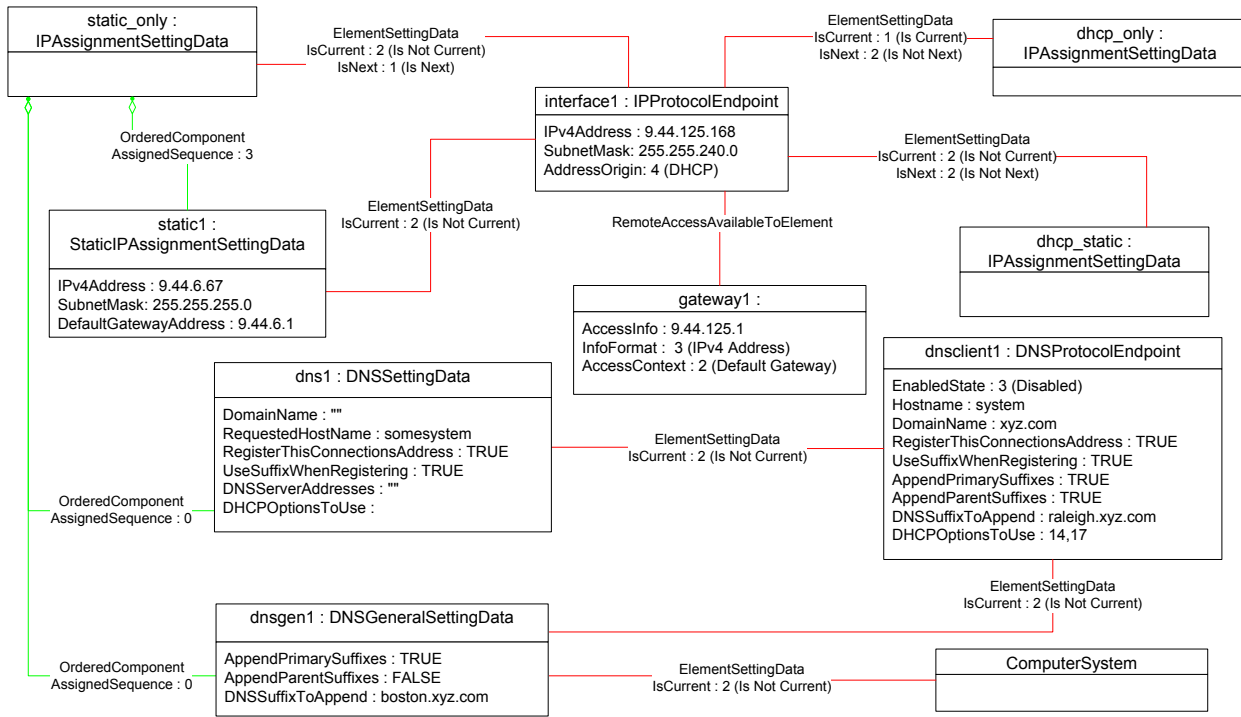 static_only :
IPAssignmentSettingData
ElementSettingData
IsCurrent : 2 (Is Not Current)
IsNext : 1 (Is Next)
ElementSettingData
IsCurrent : 1 (Is Current)
IsNext : 2 (Is Not Next)
dhcp_only :
IPAssignmentSettingData
interface1 : IPProtocolEndpoint
IPv4Address : 9.44.125.168
SubnetMask: 255.255.240.0
AddressOrigin: 4 (DHCP)
OrderedComponent
AssignedSequence : 3
ElementSettingData
IsCurrent : 2 (Is Not Current)
IsNext : 2 (Is Not Next)
ElementSettingData
IsCurrent : 2 (Is Not Current)
static1 :
StaticIPAssignmentSettingData
IPv4Address : 9.44.6.67
SubnetMask: 255.255.255.0
DefaultGatewayAddress : 9.44.6.1
RemoteAccessAvailableToElement
dhcp_static :
IPAssignmentSettingData
gateway1 :
AccessInfo : 9.44.125.1
InfoFormat :  3 (IPv4 Address)
AccessContext : 2 (Default Gateway)
dnsclient1 : DNSProtocolEndpoint
EnabledState : 3 (Disabled)
Hostname : system
DomainName : xyz.com
RegisterThisConnectionsAddress : TRUE
UseSuffixWhenRegistering : TRUE
AppendPrimarySuffixes : TRUE
AppendParentSuffixes : TRUE
DNSSuffixToAppend : raleigh.xyz.com
DHCPOptionsToUse : 14,17
dns1 : DNSSettingData
DomainName : ""
RequestedHostName : somesystem
RegisterThisConnectionsAddress : TRUE
UseSuffixWhenRegistering : TRUE
DNSServerAddresses : ""
DHCPOptionsToUse :
ElementSettingData
IsCurrent : 2 (Is Not Current)
OrderedComponent
AssignedSequence : 0
ElementSettingData
IsCurrent : 2 (Is Not Current)
dnsgen1 : DNSGeneralSettingData
AppendPrimarySuffixes : TRUE
AppendParentSuffixes : FALSE
DNSSuffixToAppend : boston.xyz.com
OrderedComponent
AssignedSequence : 0
ElementSettingData
IsCurrent : 2 (Is Not Current)
ComputerSystem